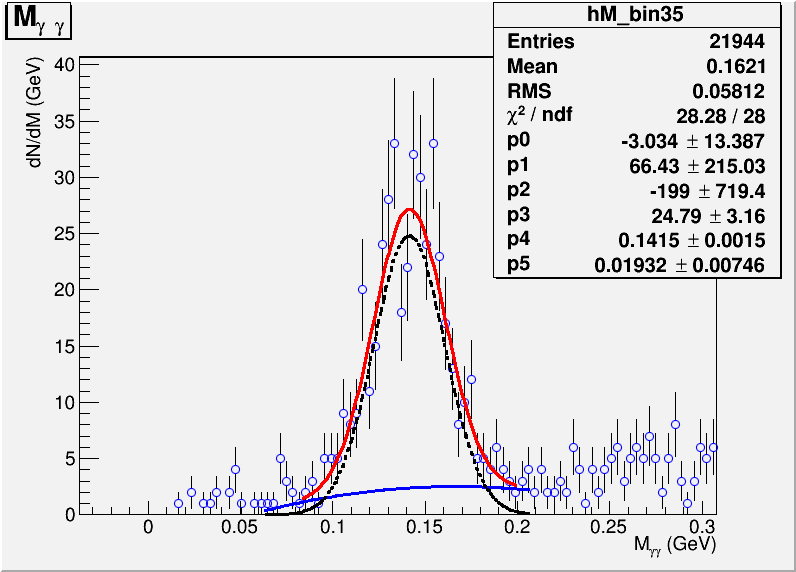 M γ γ
hM_bin35
Entries 21944
Mean 0.1621
RMS 0.05812
χ² / ndf 28.28 / 28
p0 -3.034 ± 13.387
p1 66.43 ± 215.03
p2 -199 ± 719.4
p3 24.79 ± 3.16
p4 0.1415 ± 0.0015
p5 0.01932 ± 0.00746
dN/dM (GeV)
40
35
30
25
20
15
10
5
0
0 0.05 0.1 0.15 0.2 0.25 0.3
Mγγ (GeV)